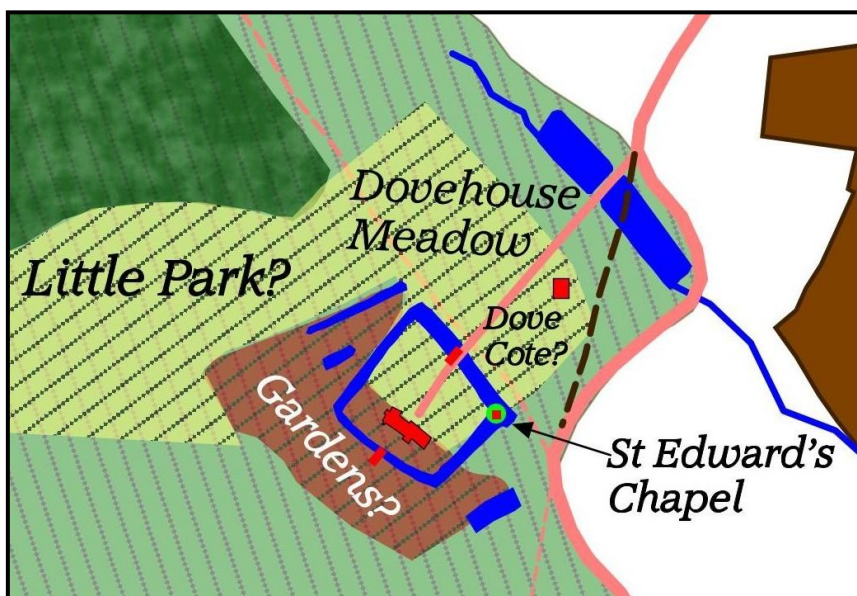 Dovehouse
Meadow
Little Park?
Dove
Cote?
Gardens?
St Edward's
Chapel